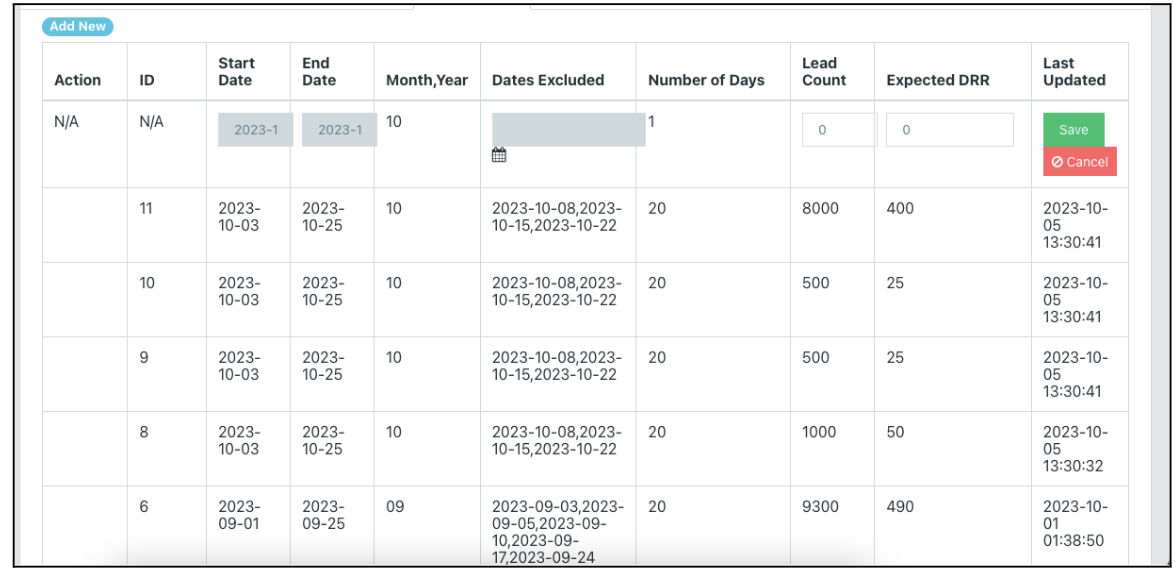 Add New
Action ID Start Date End Date Month,Year Dates Excluded Number of Days Lead Count Expected DRR Last Updated
N/A N/A 2023-1 2023-1 10 1 0 0 Save
Cancel
11 2023-10-03 2023-10-25 10 2023-10-08,2023-10-15,2023-10-22 20 8000 400 2023-10-05 13:30:41
10 2023-10-03 2023-10-25 10 2023-10-08,2023-10-15,2023-10-22 20 500 25 2023-10-05 13:30:41
9 2023-10-03 2023-10-25 10 2023-10-08,2023-10-15,2023-10-22 20 500 25 2023-10-05 13:30:41
8 2023-10-03 2023-10-25 10 2023-10-08,2023-10-15,2023-10-22 20 1000 50 2023-10-05 13:30:32
6 2023-09-01 2023-09-25 09 2023-09-03,2023-09-05,2023-09-10,2023-09-17,2023-09-24 20 9300 490 2023-10-01 01:38:50